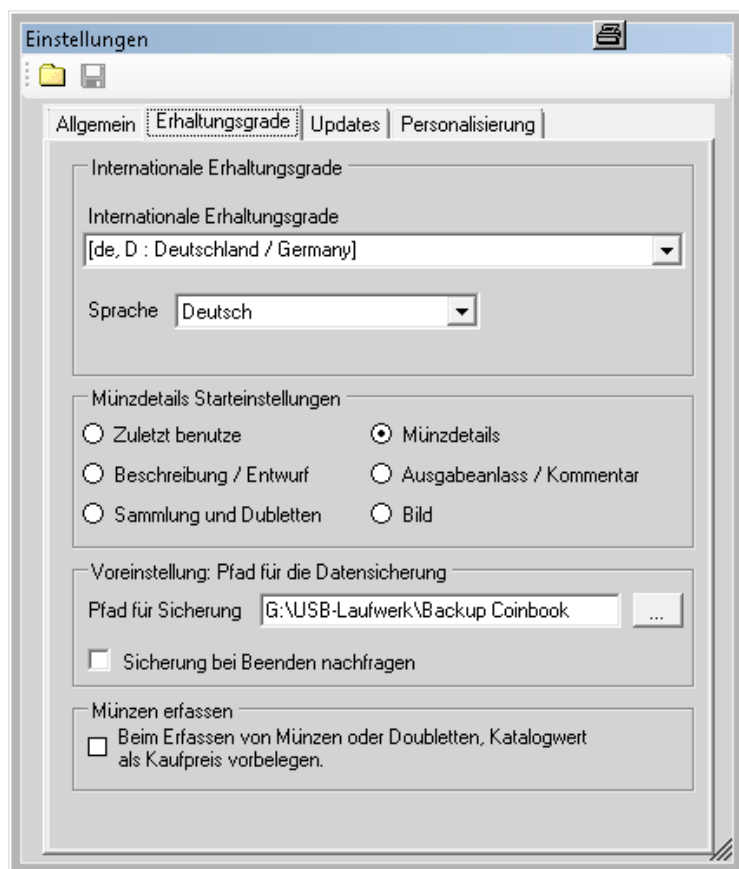 Einstellungen
Allgemein Erhaltungsgrade Updates Personalisierung
Internationale Erhaltungsgrade
Internationale Erhaltungsgrade
[de, D : Deutschland / Germany]
Sprache Deutsch
Münzdetails Starteinstellungen
Zuletzt benutze Münzdetails
Beschreibung / Entwurf Ausgabeanlass / Kommentar
Sammlung und Dubletten Bild
Voreinstellung: Pfad für die Datensicherung
Pfad für Sicherung G:\USB-Laufwerk\Backup Coinbook ...
Sicherung bei Beenden nachfragen
Münzen erfassen
Beim Erfassen von Münzen oder Doubletten, Katalogwert
als Kaufpreis vorbelegen.